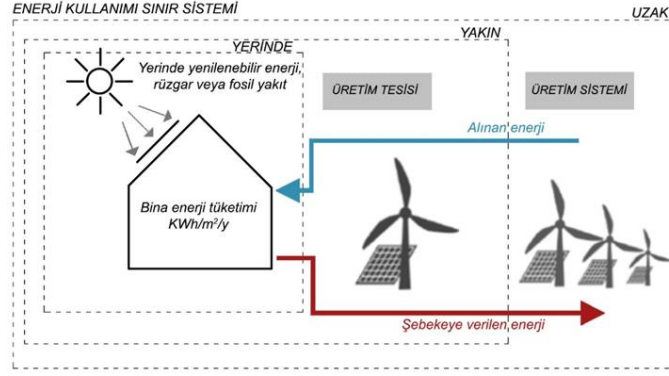 ENERJİ KULLANIMI SINIR SİSTEMİ
UZAK
YAKIN
YERİNDE
Yerinde yenilenebilir enerji,
rüzgar veya fosil yakıt
ÜRETİM TESİSİ
ÜRETİM SİSTEMİ
Alınan enerji
Bina enerji tüketimi
KWh/m²/y
Şebekeye verilen enerji